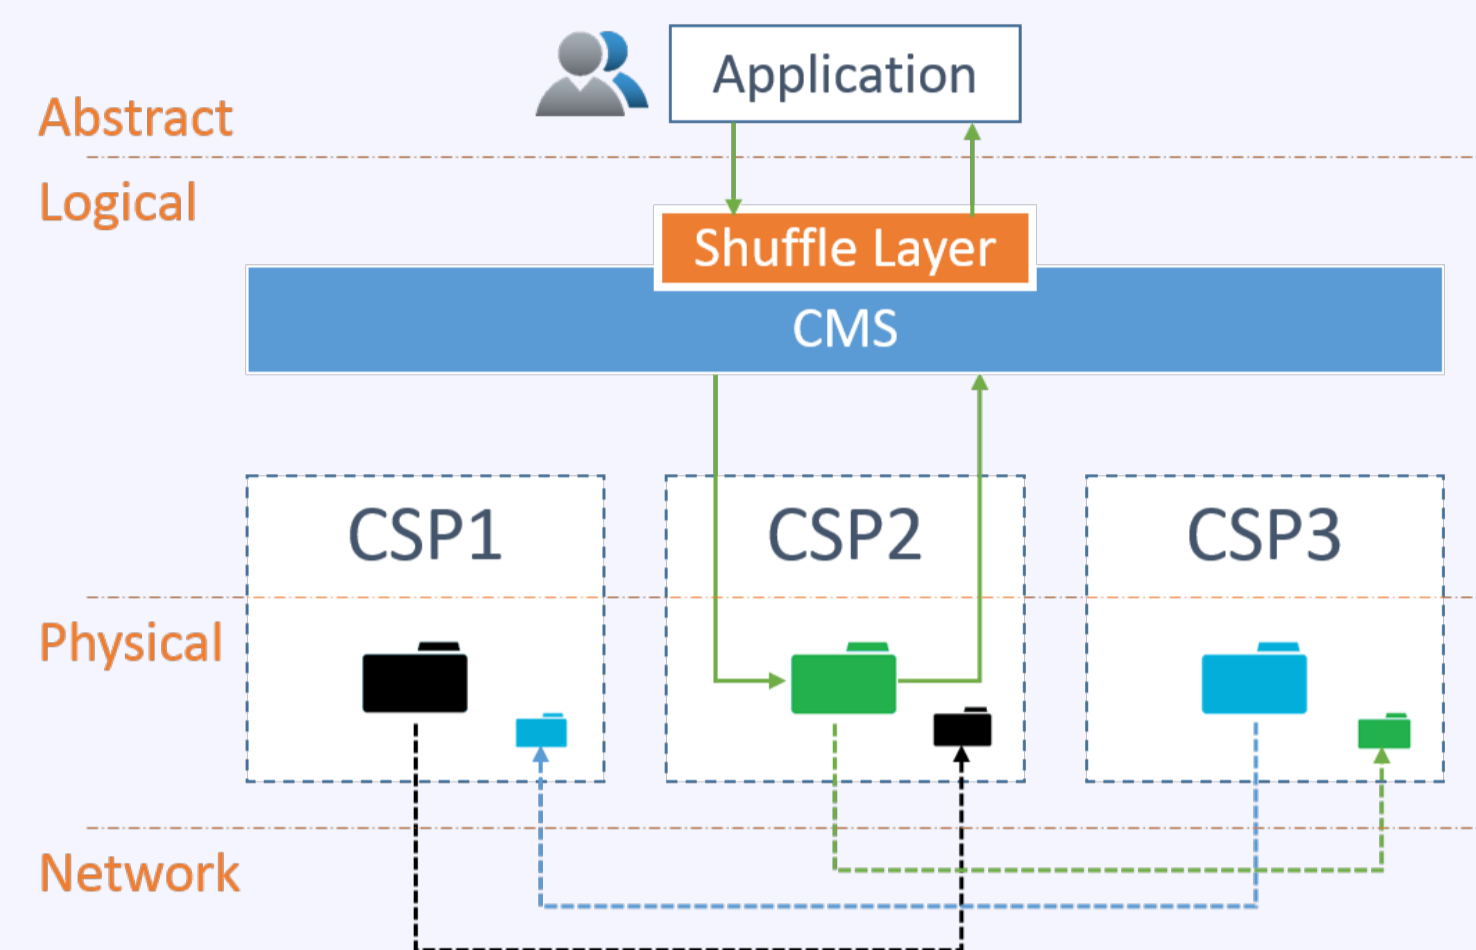 Application
Abstract
Logical
Shuffle Layer
CMS
CSP1
CSP2
CSP3
Physical
Network